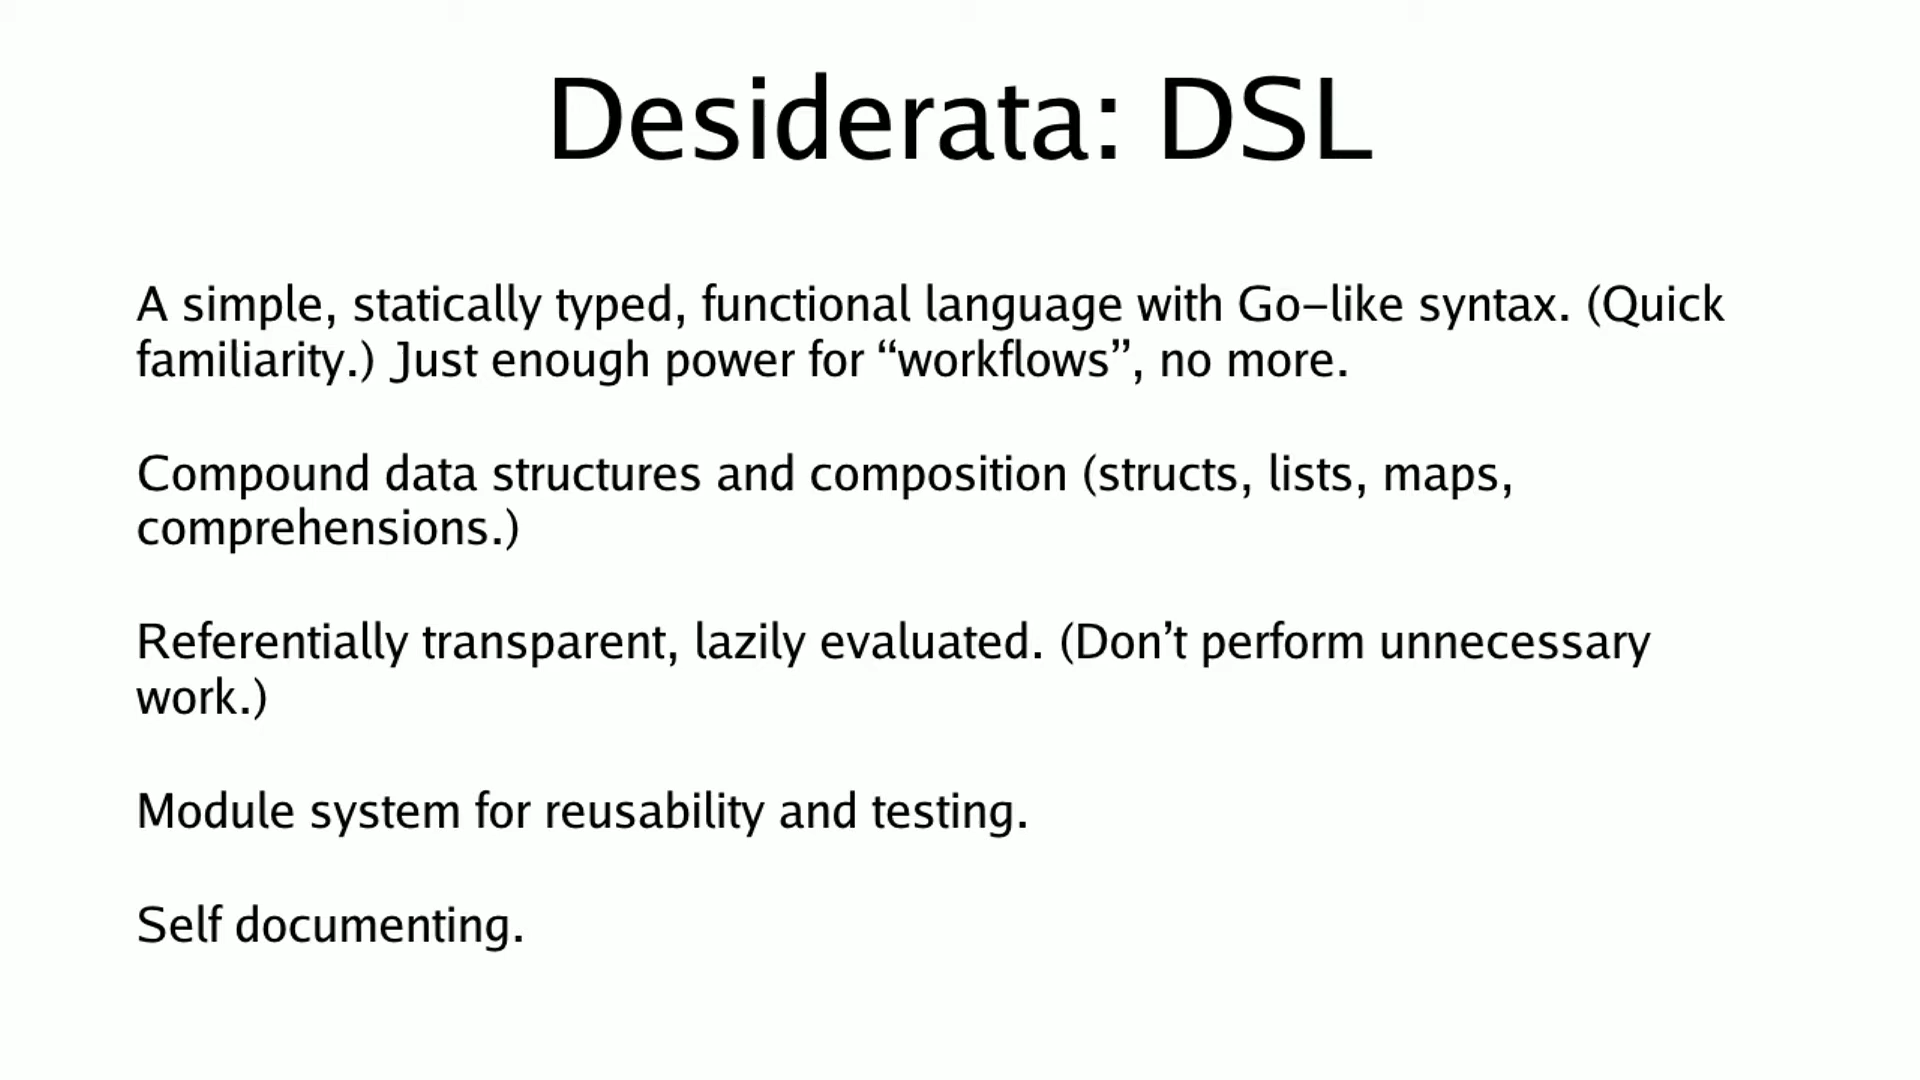 Desiderata: DSL
A simple, statically typed, functional language with Go–like syntax. (Quick
familiarity.) Just enough power for “workflows”, no more.
Compound data structures and composition (structs, lists, maps,
comprehensions.)
Referentially transparent, lazily evaluated. (Don’t perform unnecessary
work.)
Module system for reusability and testing.
Self documenting.